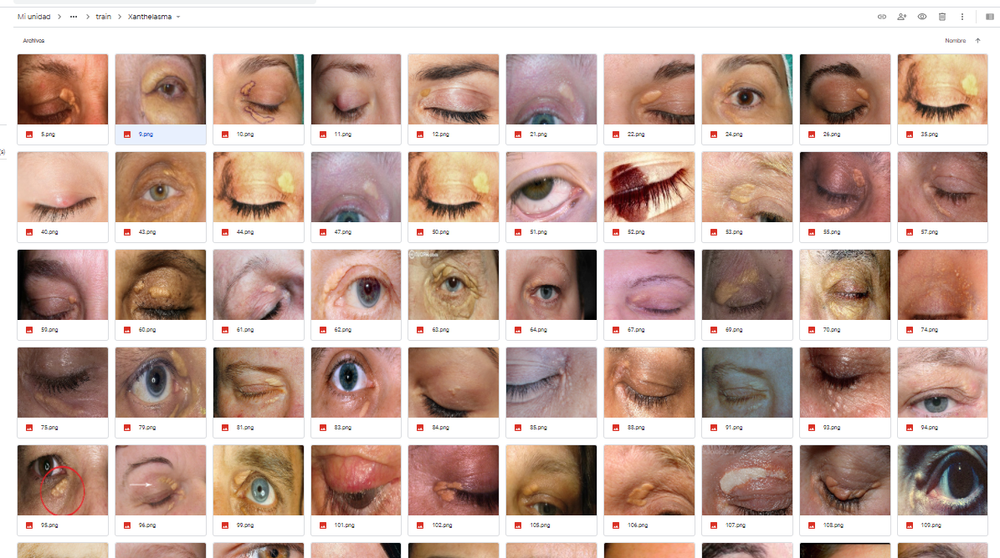 Mi unidad > ... > train > Xanthelasma
Archivos Nombre
5.png 9.png 10.png 11.png 12.png 21.png 22.png 24.png 26.png 35.png
40.png 43.png 44.png 47.png 50.png 51.png 52.png 53.png 55.png 57.png
59.png 60.png 61.png 62.png 63.png 64.png 67.png 69.png 70.png 74.png
75.png 79.png 81.png 83.png 84.png 85.png 88.png 91.png 93.png 94.png
95.png 96.png 99.png 101.png 102.png 105.png 106.png 107.png 108.png 109.png